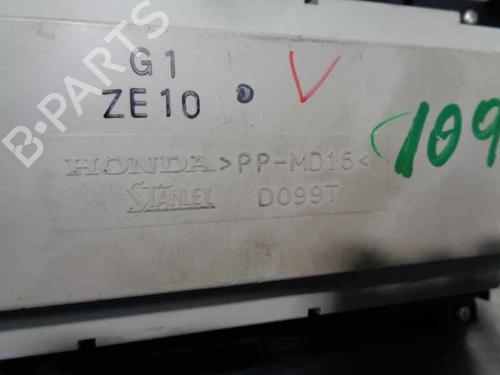 B-PARTS
G1
ZE10
109
HONDA >PP-MD15<
STANLEY D099T